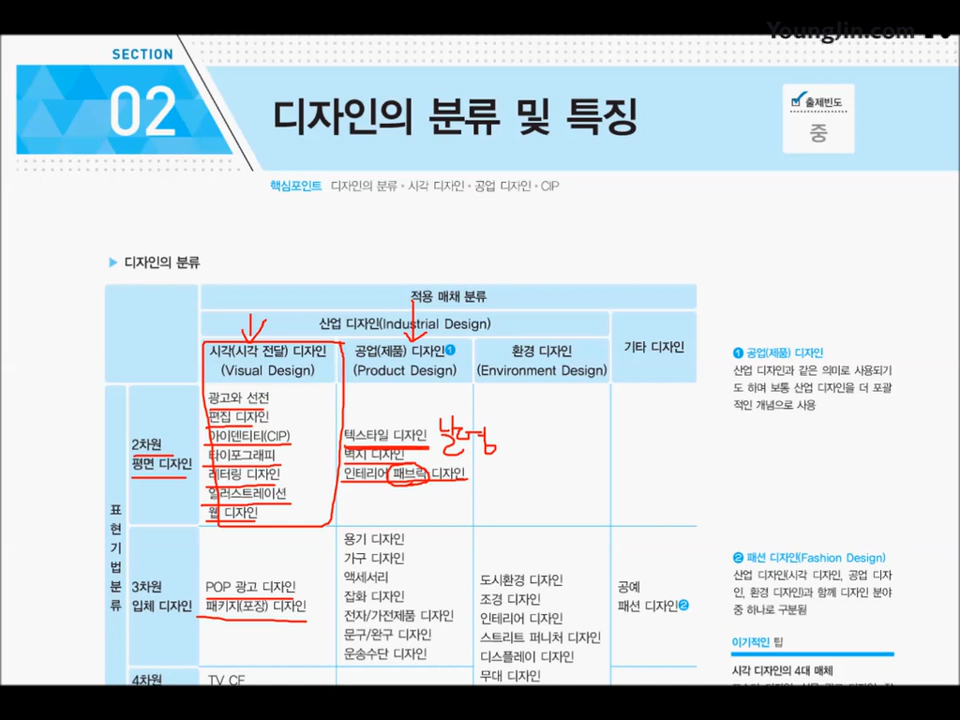 YoungJin.com
SECTION
02
디자인의 분류 및 특징
출제빈도
중
핵심포인트 디자인의 분류 • 시각 디자인 • 공업 디자인 • CIP
▶ 디자인의 분류
적용 매체 분류
산업 디자인(Industrial Design)
기타 디자인
시각(시각 전달) 디자인
(Visual Design)
공업(제품) 디자인❶
(Product Design)
환경 디자인
(Environment Design)
표현기법분류
2차원
평면 디자인
광고와 선전
편집 디자인
아이덴티티(CIP)
타이포그래피
레터링 디자인
일러스트레이션
웹 디자인
텍스타일 디자인
벽지 디자인
인테리어 패브릭 디자인
3차원
입체 디자인
POP 광고 디자인
패키지(포장) 디자인
용기 디자인
가구 디자인
액세서리
잡화 디자인
전자/가전제품 디자인
문구/완구 디자인
운송수단 디자인
도시환경 디자인
조경 디자인
인테리어 디자인
스트리트 퍼니처 디자인
디스플레이 디자인
무대 디자인
공예
패션 디자인❷
4차원
TV CF
❶ 공업(제품) 디자인
산업 디자인과 같은 의미로 사용되기
도 하며 보통 산업 디자인을 더 포괄
적인 개념으로 사용
❷ 패션 디자인(Fashion Design)
산업 디자인(시각 디자인, 공업 디자
인, 환경 디자인)과 함께 디자인 분야
중 하나로 구분됨
이기적인 팁
시각 디자인의 4대 매체